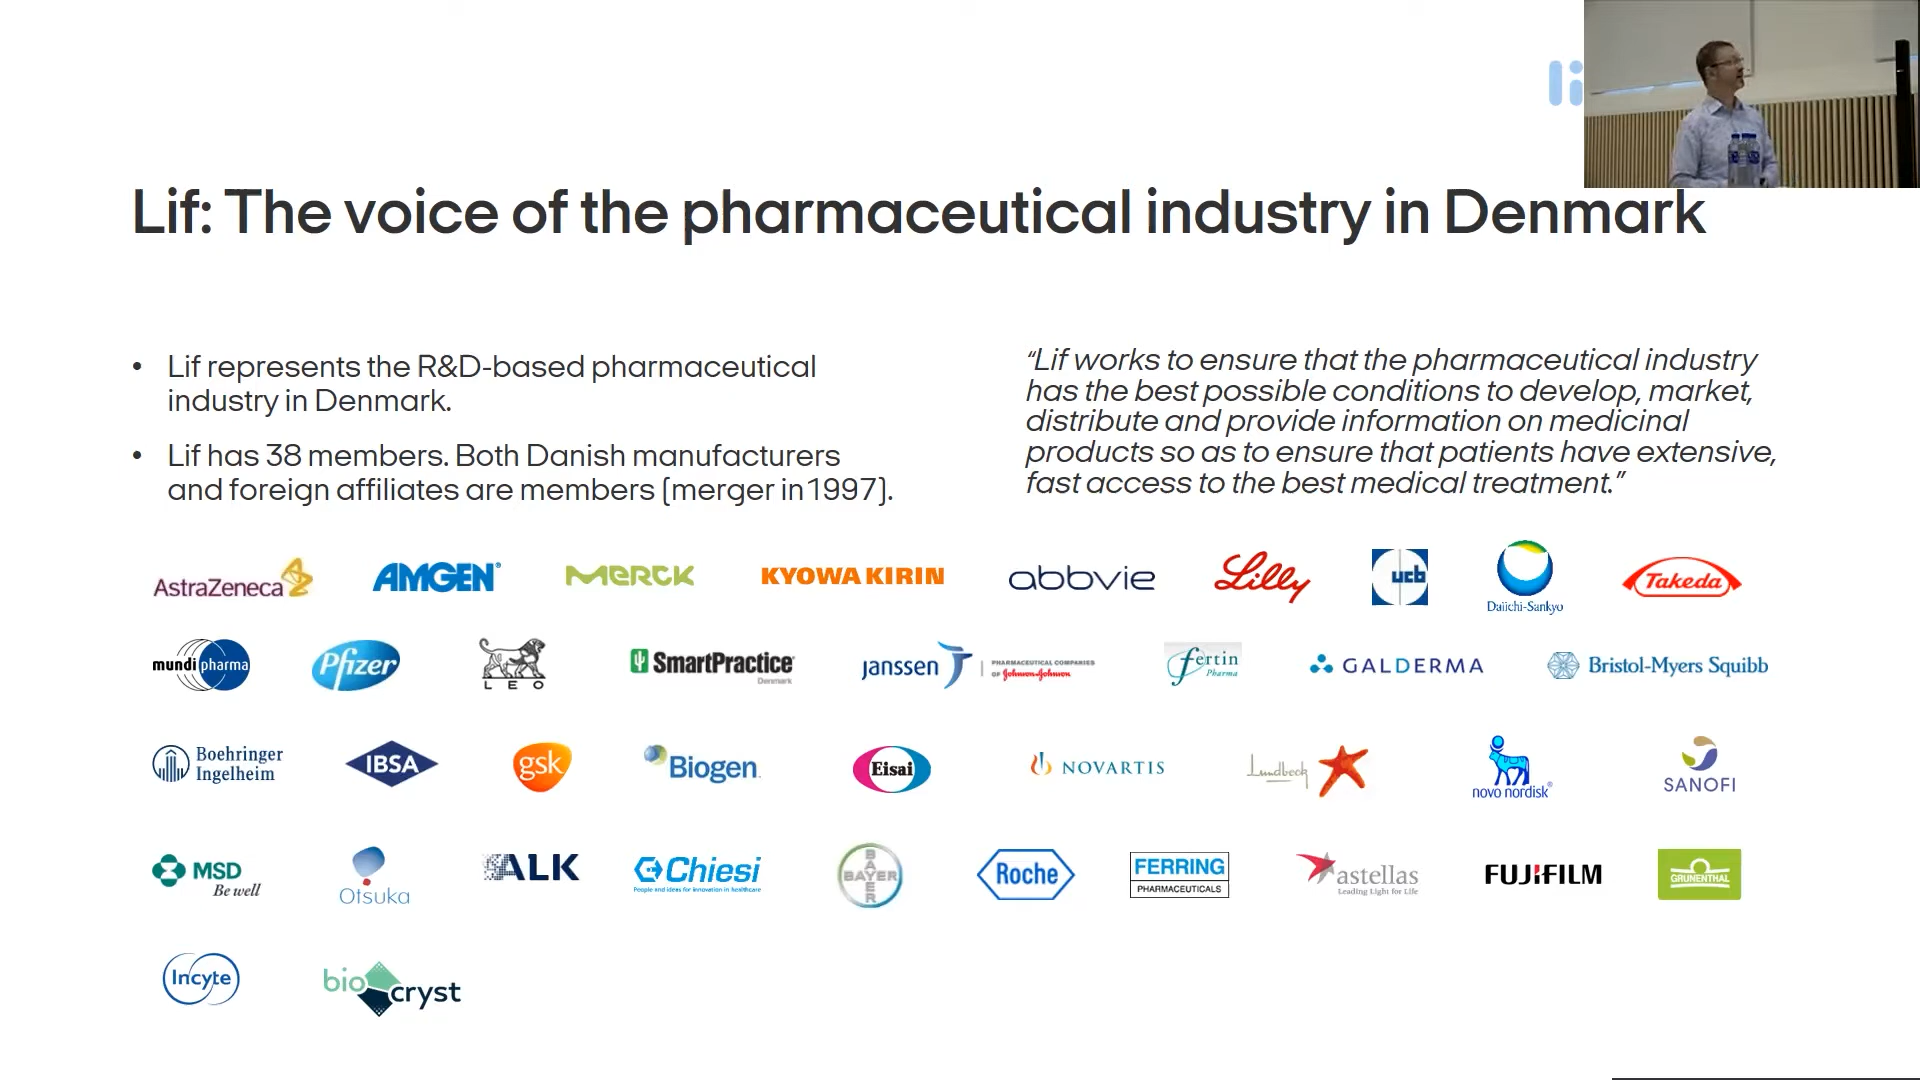 li
Lif: The voice of the pharmaceutical industry in Denmark
• Lif represents the R&D-based pharmaceutical
industry in Denmark.
• Lif has 38 members. Both Danish manufacturers
and foreign affiliates are members (merger in 1997).
“Lif works to ensure that the pharmaceutical industry
has the best possible conditions to develop, market,
distribute and provide information on medicinal
products so as to ensure that patients have extensive,
fast access to the best medical treatment.”
AstraZeneca
AMGEN®
MERCK
KYOWA KIRIN
abbvie
Lilly
ucb
Daiichi-Sankyo
Takeda
mundi pharma
Pfizer
LEO
SmartPractice
Denmark
janssen
PHARMACEUTICAL COMPANIES
OF Johnson & Johnson
fertin
Pharma
GALDERMA
Bristol-Myers Squibb
Boehringer
Ingelheim
IBSA
gsk
Biogen
Eisai
NOVARTIS
Lundbeck
novo nordisk®
SANOFI
MSD
Be well
Otsuka
ALK
Chiesi
People and ideas for innovation in healthcare
BAYER
BAYER
Roche
FERRING
PHARMACEUTICALS
astellas
Leading Light for Life
FUJIFILM
GRÜNENTHAL
Incyte
biocryst